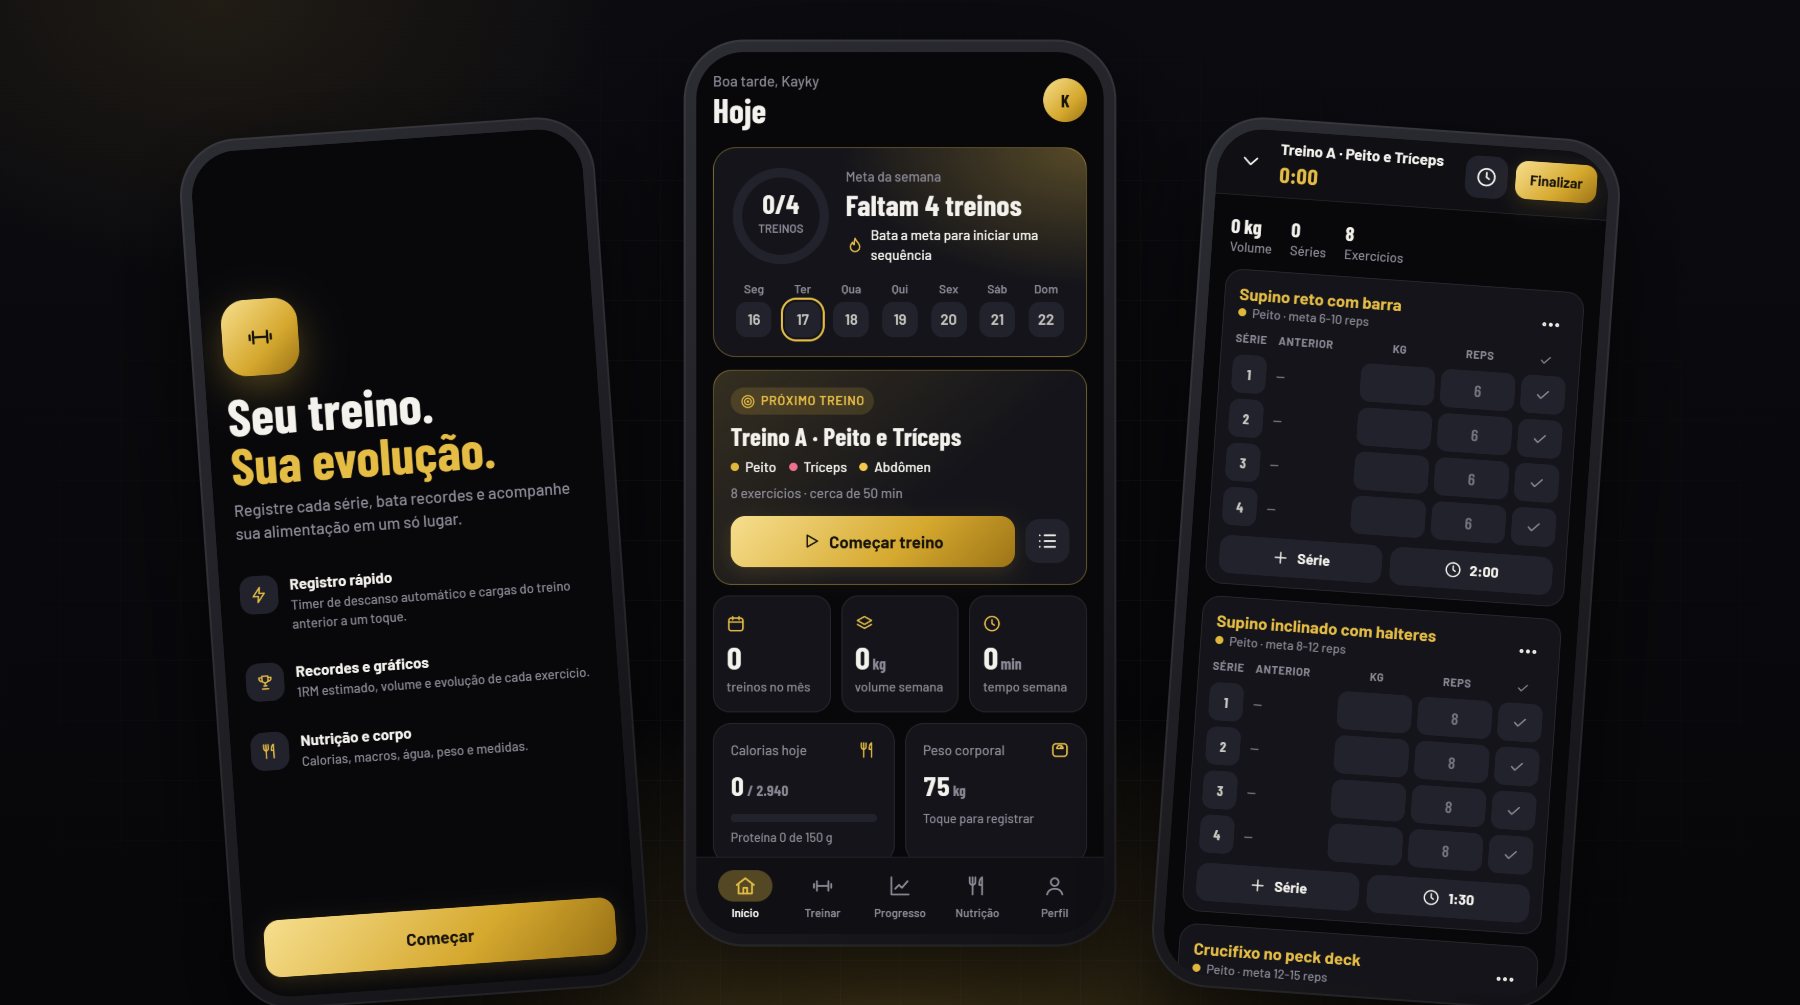 Seu treino.
Sua evolução.
Registre cada série, bata recordes e acompanhe
sua alimentação em um só lugar.
Registro rápido
Timer de descanso automático e cargas do treino
anterior a um toque.
Recordes e gráficos
1RM estimado, volume e evolução de cada exercício.
Nutrição e corpo
Calorias, macros, água, peso e medidas.
Começar
Boa tarde, Kayky
Hoje
K
0/4
TREINOS
Meta da semana
Faltam 4 treinos
Bata a meta para iniciar uma
sequência
Seg Ter Qua Qui Sex Sáb Dom
16 17 18 19 20 21 22
PRÓXIMO TREINO
Treino A · Peito e Tríceps
Peito Tríceps Abdômen
8 exercícios · cerca de 50 min
Começar treino
0 0 kg 0 min
treinos no mês volume semana tempo semana
Calorias hoje
0 / 2.940
Proteína 0 de 150 g
Peso corporal
75 kg
Toque para registrar
Início Treinar Progresso Nutrição Perfil
Treino A · Peito e Tríceps
0:00
Finalizar
0 kg 0 8
Volume Séries Exercícios
Supino reto com barra
Peito · meta 6-10 reps
SÉRIE ANTERIOR KG REPS
1 – 6
2 – 6
3 – 6
4 – 6
+ Série 2:00
Supino inclinado com halteres
Peito · meta 8-12 reps
SÉRIE ANTERIOR KG REPS
1 – 8
2 – 8
3 – 8
4 – 8
+ Série 1:30
Crucifixo no peck deck
Peito · meta 12-15 reps